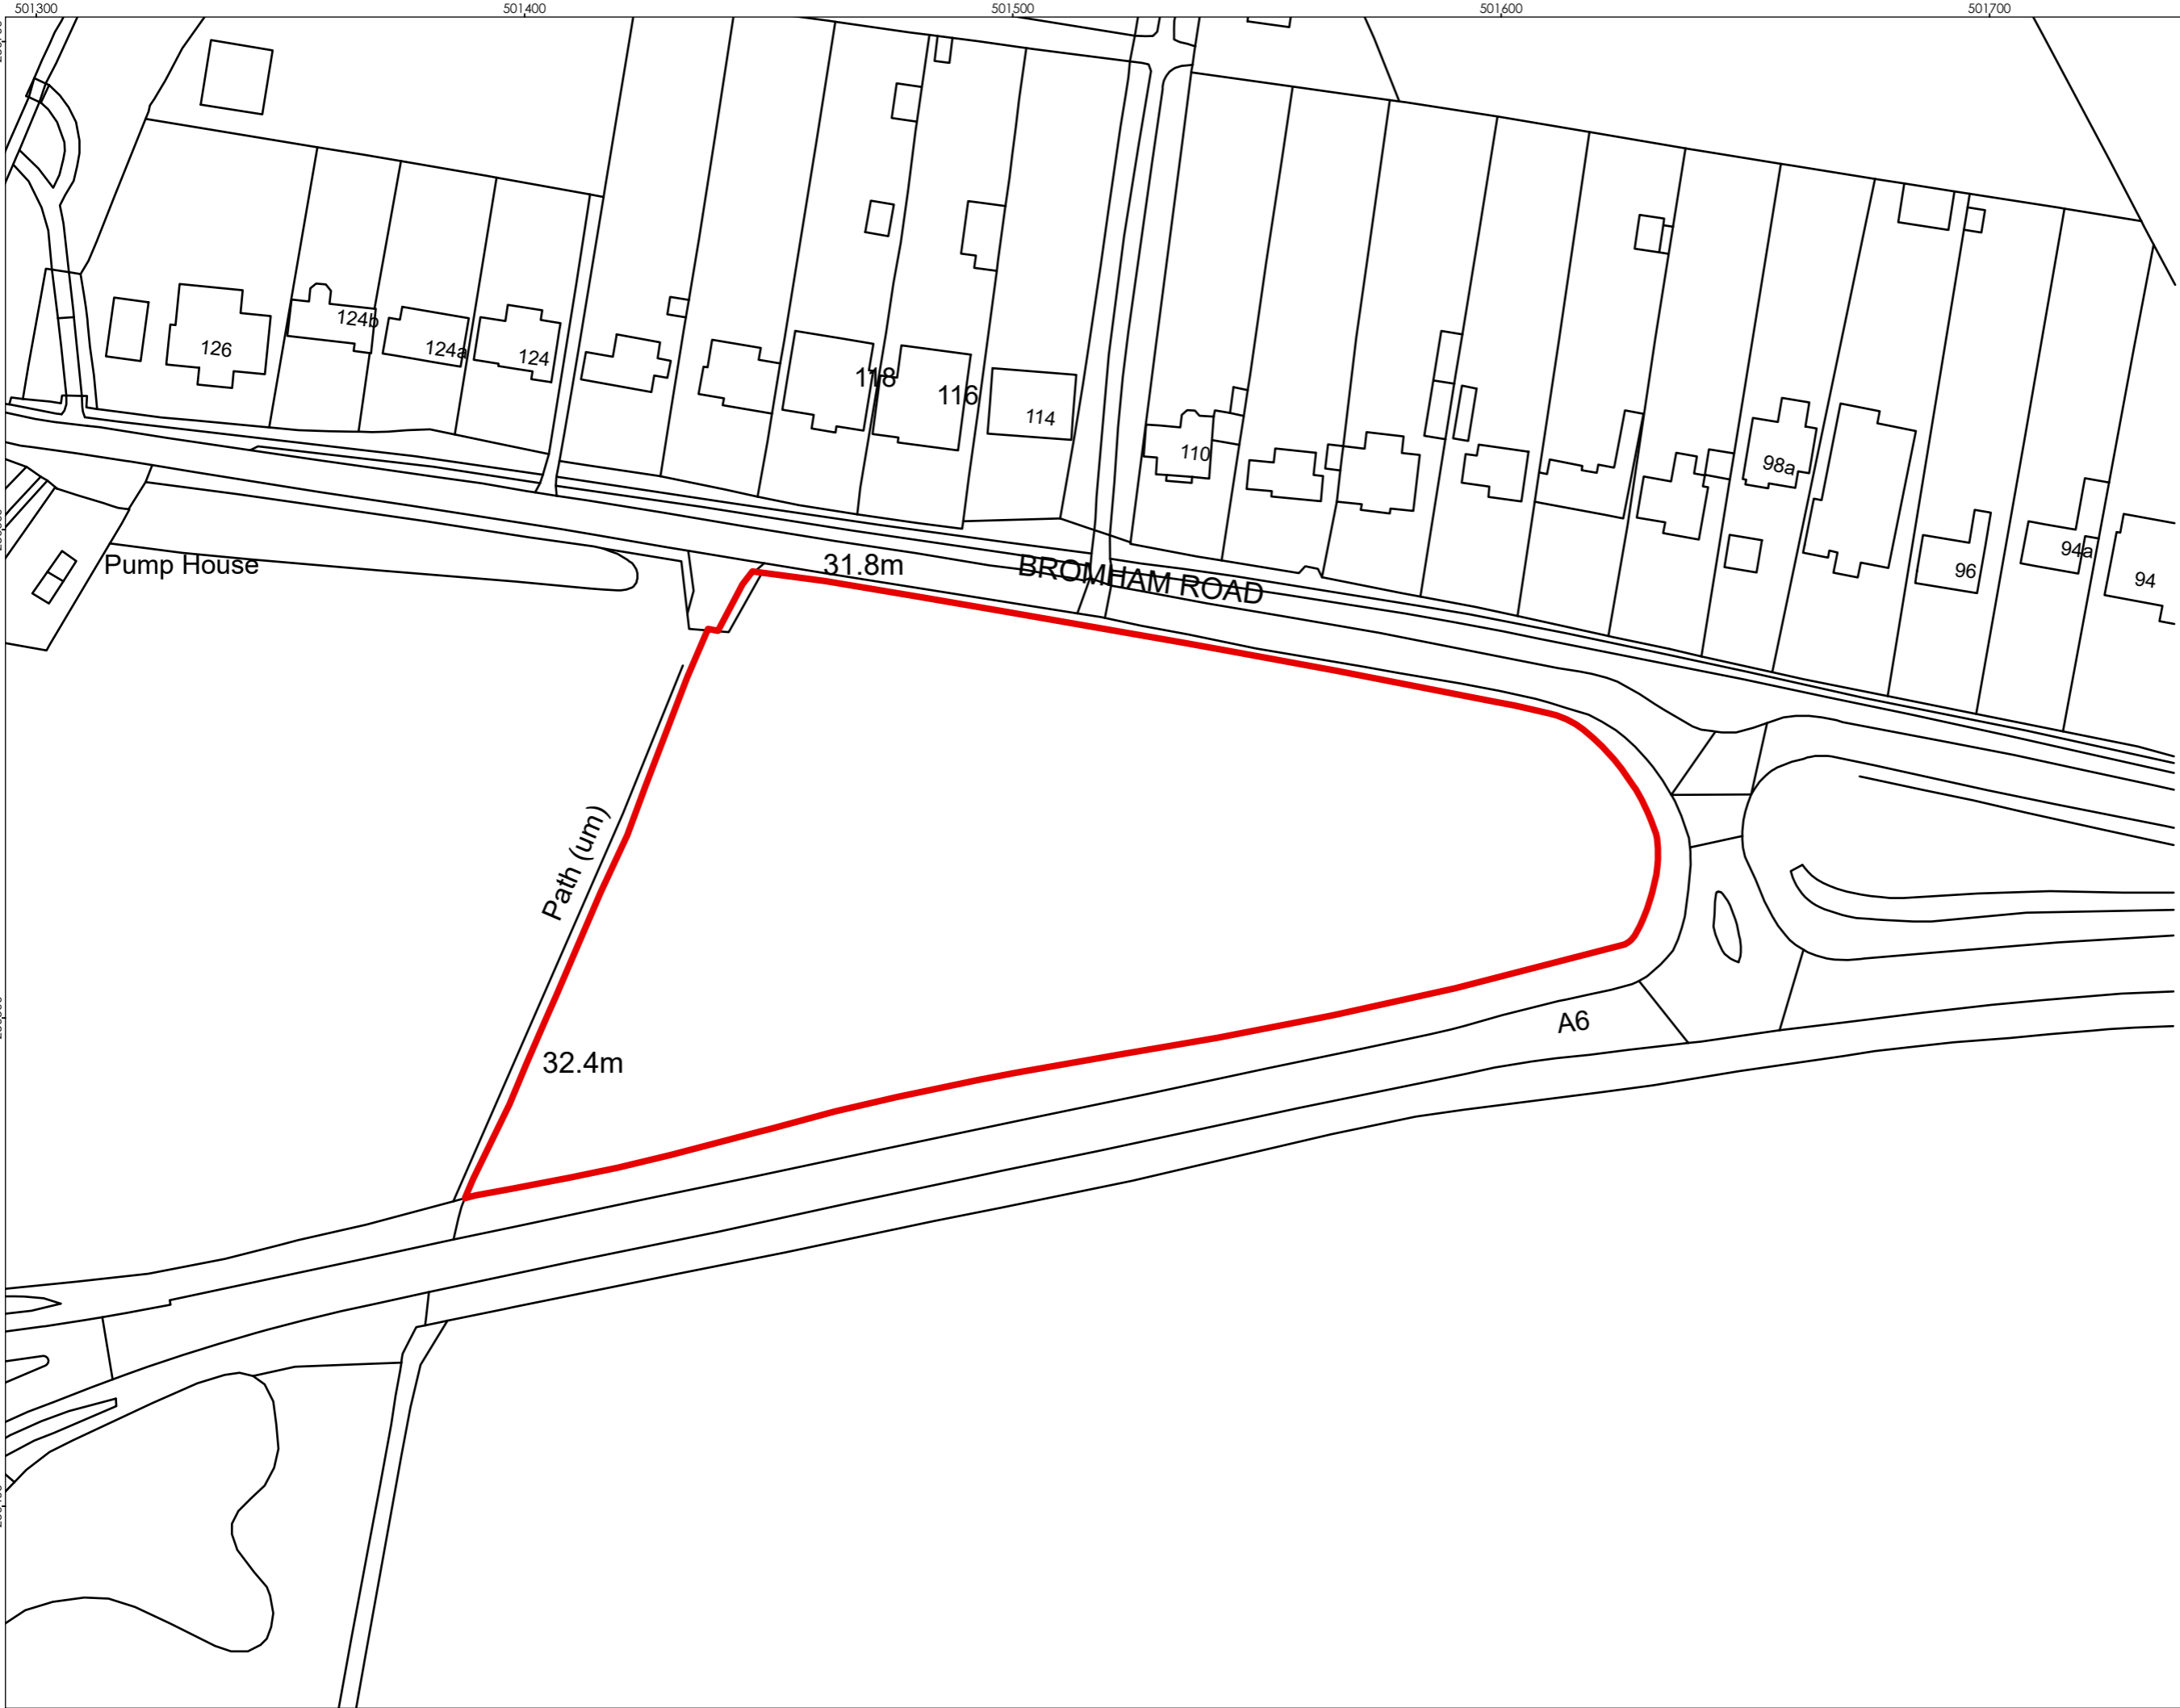 501300
501400
501500
501600
501700
126
124b
124a
124
118
116
114
110
98a
96
94a
94
Pump House
31.8m
BROMHAM ROAD
Path (um)
A6
32.4m